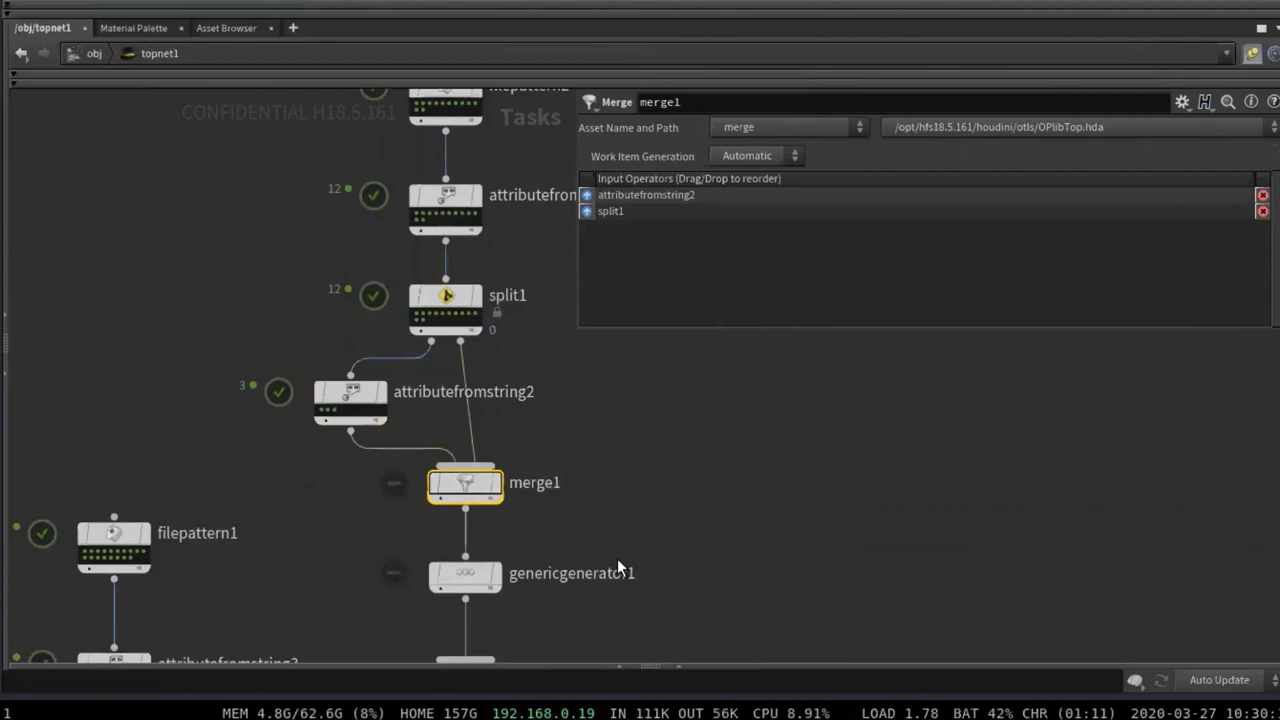 /obj/topnet1 Material Palette Asset Browser
obj topnet1
CONFIDENTIAL H18.5.161
Tasks
Merge merge1
Asset Name and Path merge /opt/hfs18.5.161/houdini/otls/OPlibTop.hda
Work Item Generation Automatic
Input Operators (Drag/Drop to reorder)
attributefromstring2
split1
12 attributefrom
12 split1
0
3 attributefromstring2
merge1
filepattern1
genericgenerator1
Auto Update
1 MEM 4.8G/62.6G (8%) HOME 157G 192.168.0.19 IN 111K OUT 56K CPU 8.91% LOAD 1.78 BAT 42% CHR (01:11) 2020-03-27 10:30: